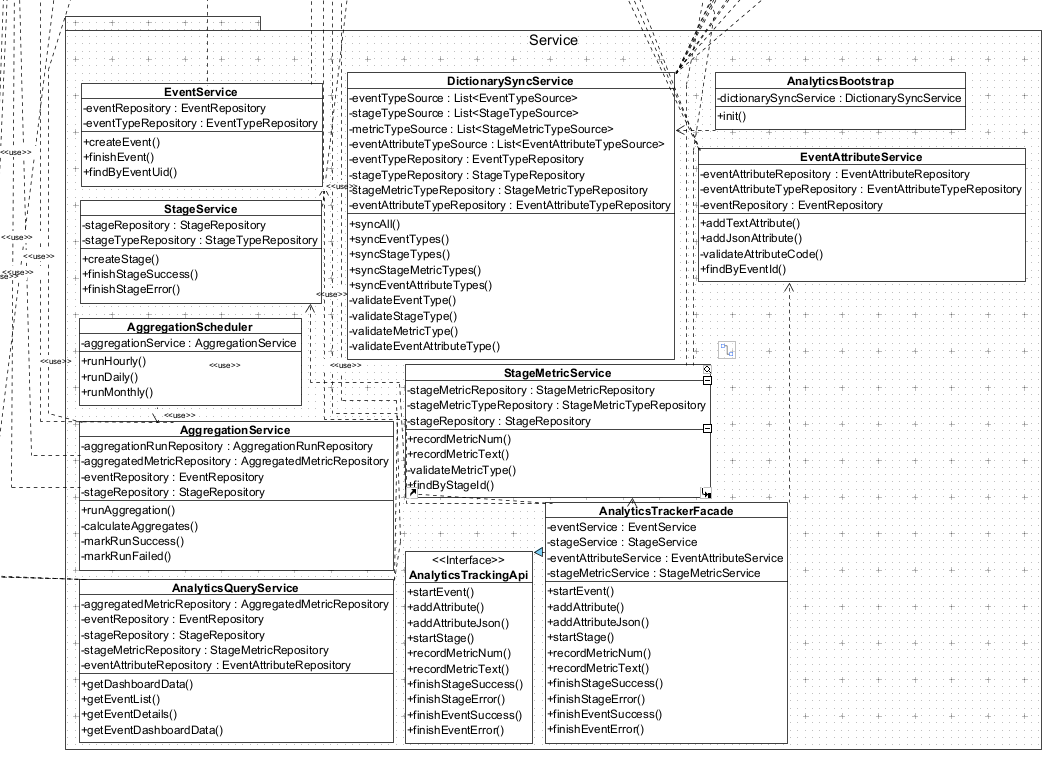 Service
EventService
-eventRepository : EventRepository
-eventTypeRepository : EventTypeRepository
+createEvent()
+finishEvent()
+findByEventUid()
StageService
-stageRepository : StageRepository
-stageTypeRepository : StageTypeRepository
+createStage()
+finishStageSuccess()
+finishStageError()
AggregationScheduler
-aggregationService : AggregationService
+runHourly()
+runDaily()
+runMonthly()
AggregationService
-aggregationRunRepository : AggregationRunRepository
-aggregatedMetricRepository : AggregatedMetricRepository
-eventRepository : EventRepository
-stageRepository : StageRepository
+runAggregation()
-calculateAggregates()
-markRunSuccess()
-markRunFailed()
AnalyticsQueryService
-aggregatedMetricRepository : AggregatedMetricRepository
-eventRepository : EventRepository
-stageRepository : StageRepository
-stageMetricRepository : StageMetricRepository
-eventAttributeRepository : EventAttributeRepository
+getDashboardData()
+getEventList()
+getEventDetails()
+getEventDashboardData()
DictionarySyncService
-eventTypeSource : List<EventTypeSource>
-stageTypeSource : List<StageTypeSource>
-metricTypeSource : List<StageMetricTypeSource>
-eventAttributeTypeSource : List<EventAttributeTypeSource>
-eventTypeRepository : EventTypeRepository
-stageTypeRepository : StageTypeRepository
-stageMetricTypeRepository : StageMetricTypeRepository
-eventAttributeTypeRepository : EventAttributeTypeRepository
+syncAll()
+syncEventTypes()
+syncStageTypes()
+syncStageMetricTypes()
+syncEventAttributeTypes()
-validateEventType()
-validateStageType()
-validateMetricType()
-validateEventAttributeType()
AnalyticsBootstrap
-dictionarySyncService : DictionarySyncService
+init()
EventAttributeService
-eventAttributeRepository : EventAttributeRepository
-eventAttributeTypeRepository : EventAttributeTypeRepository
-eventRepository : EventRepository
+addTextAttribute()
+addJsonAttribute()
-validateAttributeCode()
+findByEventId()
StageMetricService
-stageMetricRepository : StageMetricRepository
-stageMetricTypeRepository : StageMetricTypeRepository
-stageRepository : StageRepository
+recordMetricNum()
+recordMetricText()
-validateMetricType()
+findByStageId()
<<Interface>>
AnalyticsTrackingApi
+startEvent()
+addAttribute()
+addAttributeJson()
+startStage()
+recordMetricNum()
+recordMetricText()
+finishStageSuccess()
+finishStageError()
+finishEventSuccess()
+finishEventError()
AnalyticsTrackerFacade
-eventService : EventService
-stageService : StageService
-eventAttributeService : EventAttributeService
-stageMetricService : StageMetricService
+startEvent()
+addAttribute()
+addAttributeJson()
+startStage()
+recordMetricNum()
+recordMetricText()
+finishStageSuccess()
+finishStageError()
+finishEventSuccess()
+finishEventError()
<<use>>
<<use>>
<<use>>
<<use>>
<<use>>
<<use>>
<<use>>
<<use>>
<<use>>